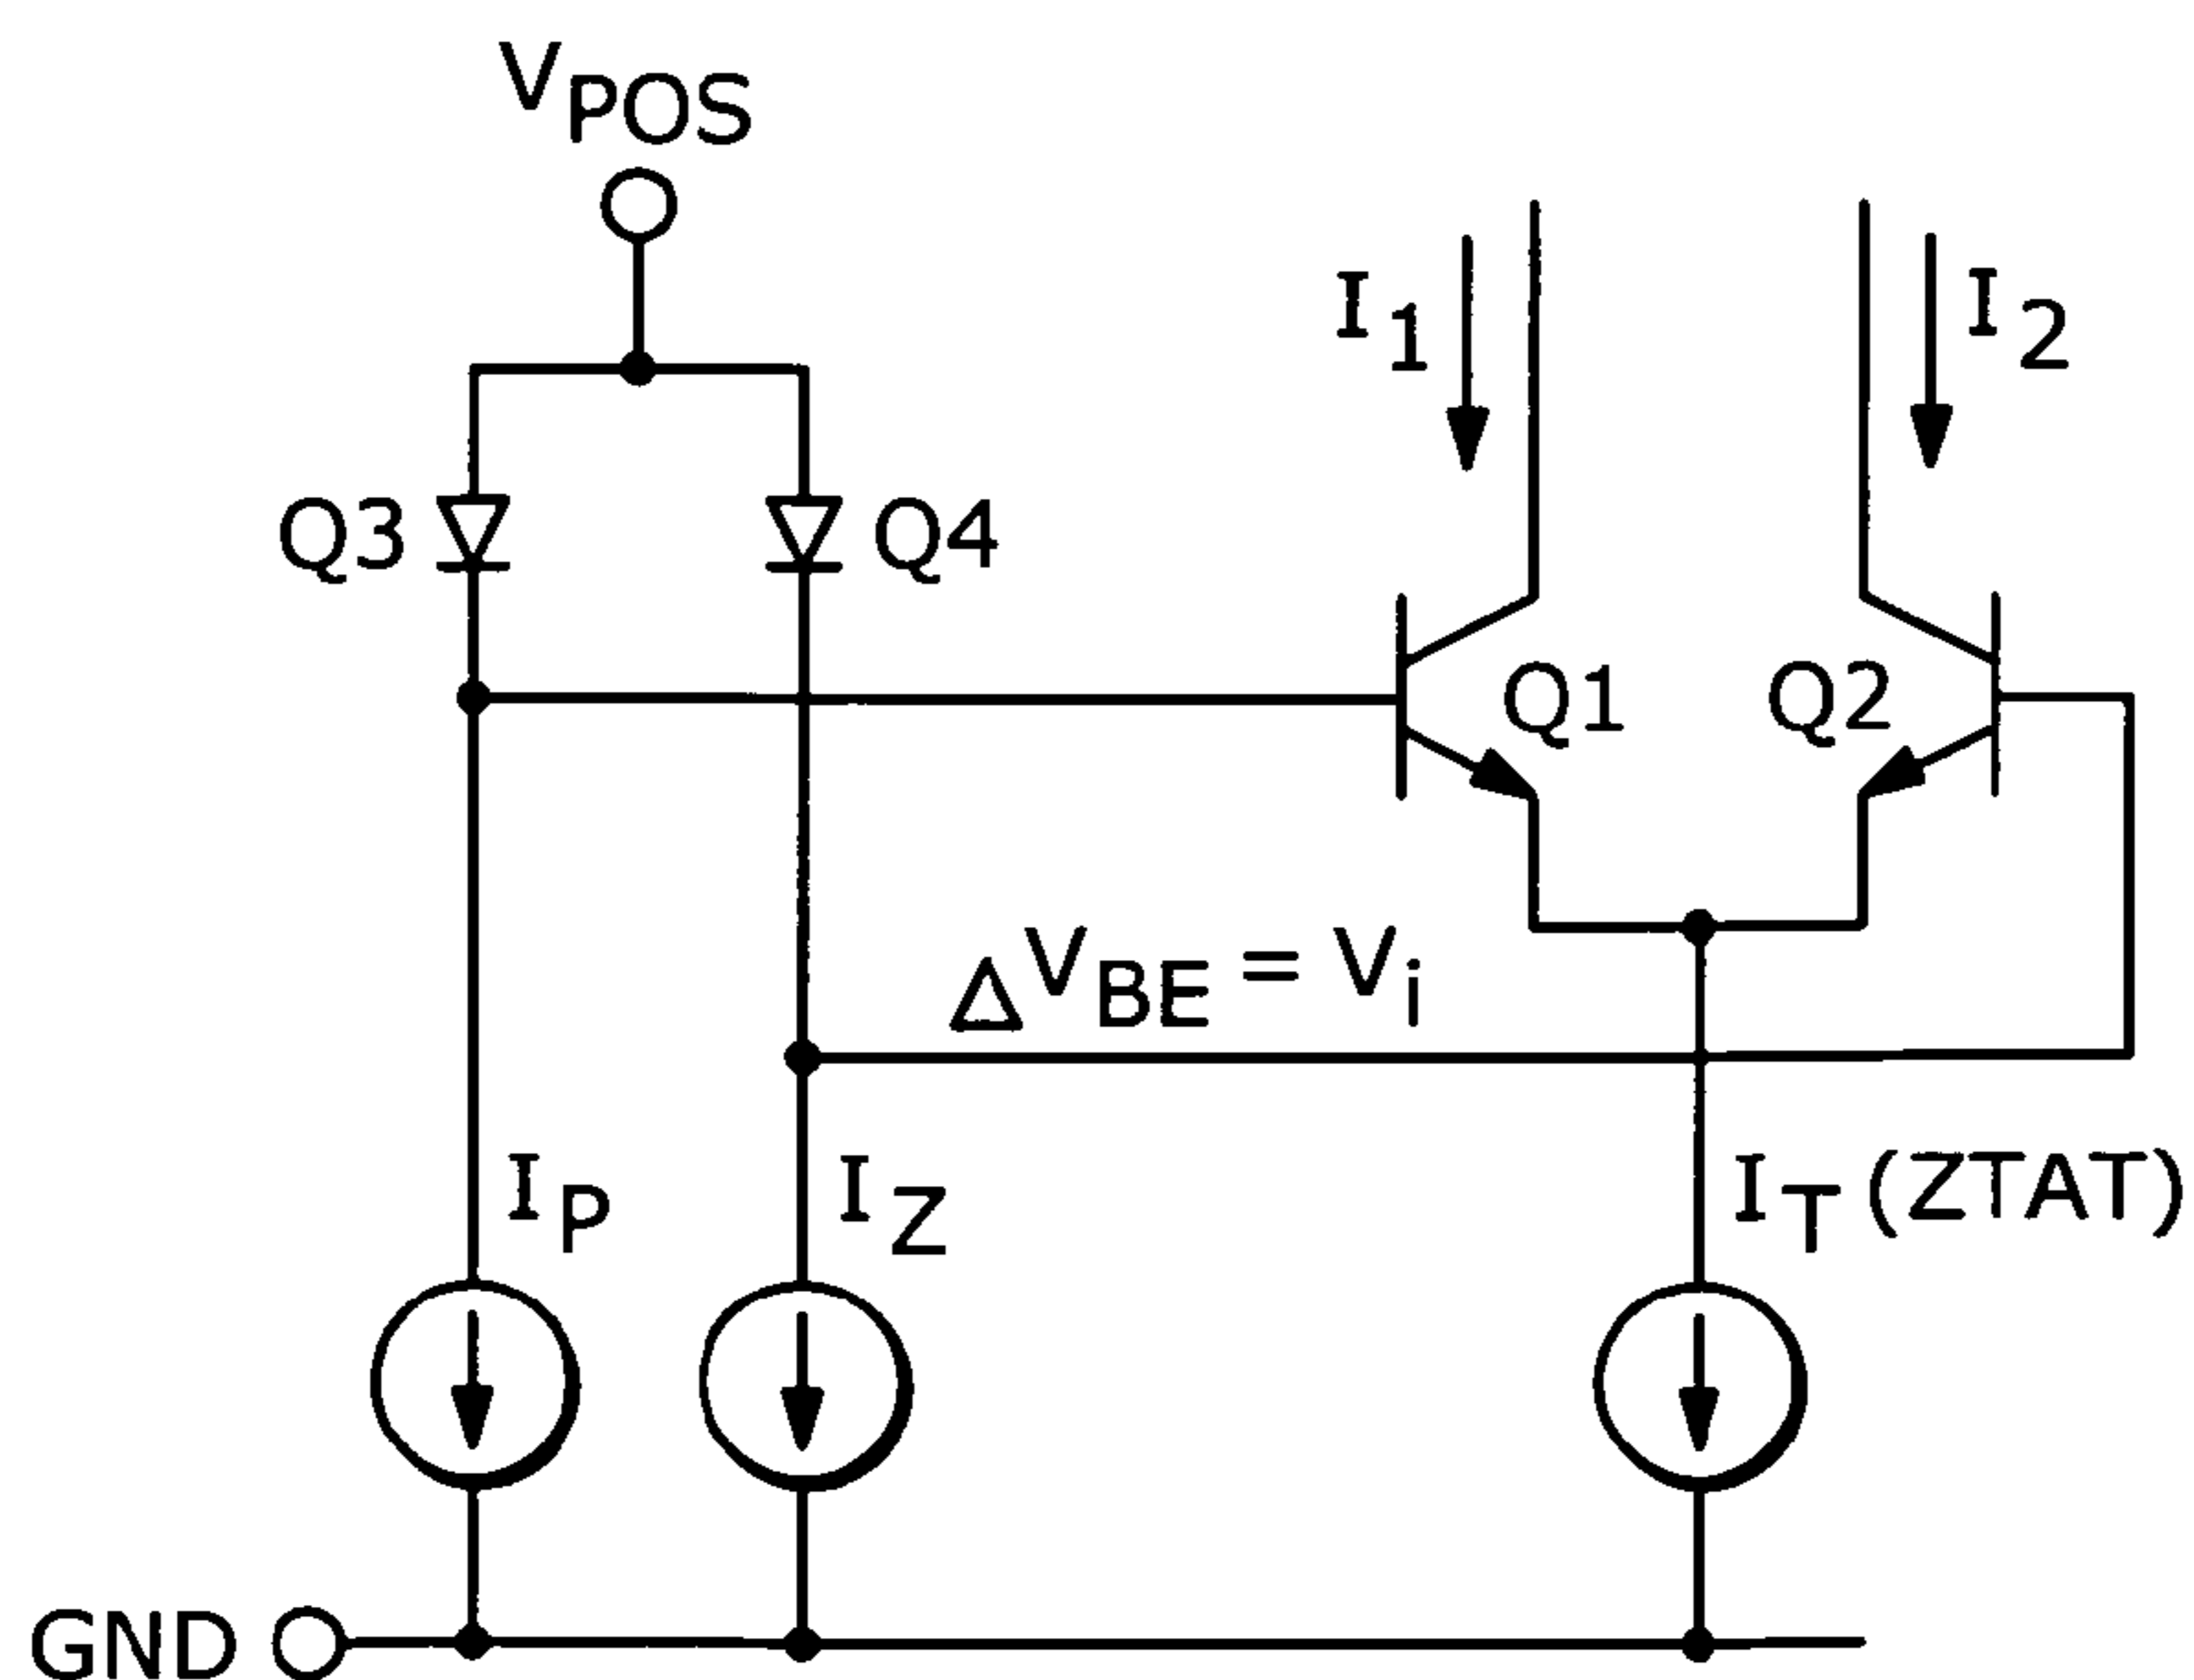 VPOS
I1
I2
Q3
Q4
Q1
Q2
ΔVBE = Vi
IP
IZ
IT (ZTAT)
GND